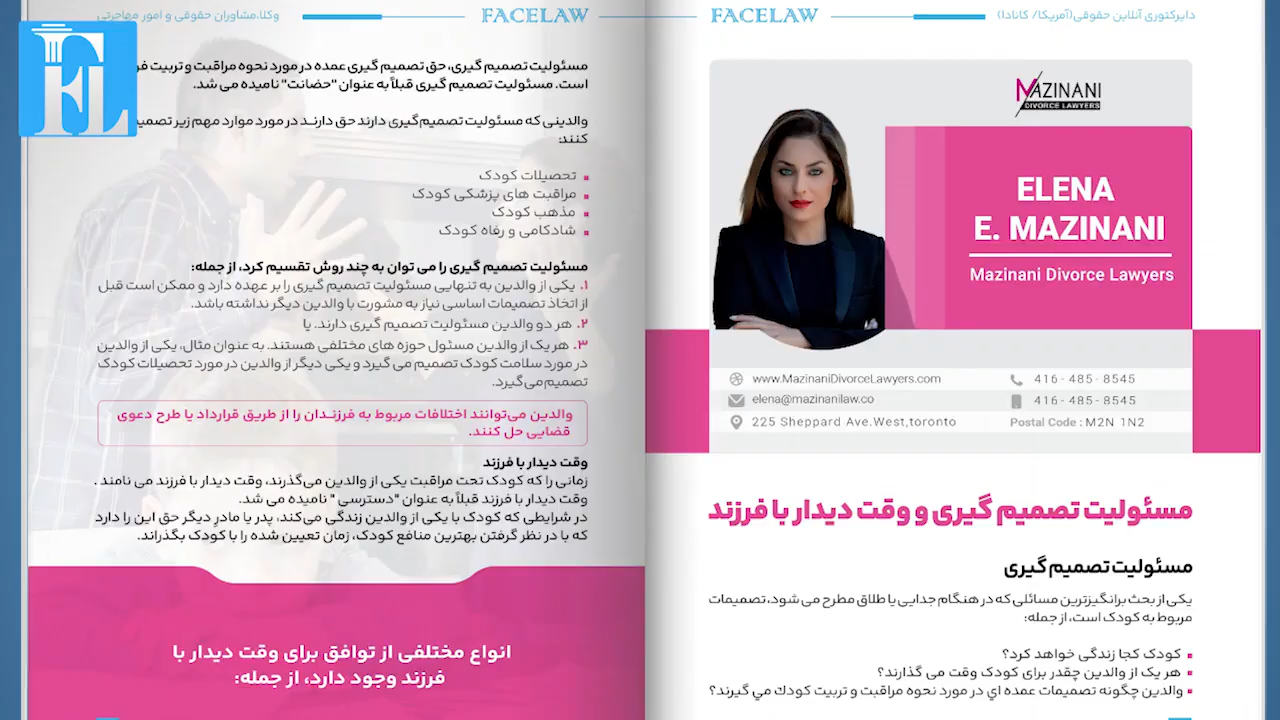 دایرکتوری آنلاین حقوقی(آمریکا/ کانادا)
FACELAW
MAZINANI
DIVORCE LAWYERS
ELENA
E. MAZINANI
Mazinani Divorce Lawyers
www.MazinaniDivorceLawyers.com
416 - 485 - 8545
elena@mazinanilaw.co
416 - 485 - 8545
225 Sheppard Ave.West,toronto
Postal Code : M2N 1N2
مسئولیت تصمیم گیری و وقت دیدار با فرزند
مسئولیت تصمیم گیری
یکی از بحث برانگیزترین مسائلی که در هنگام جدایی یا طلاق مطرح می شود، تصمیمات
مربوط به کودک است، از جمله:
کودک کجا زندگی خواهد کرد؟
هر یک از والدین چقدر برای کودک وقت می گذارند؟
والدین چگونه تصمیمات عمده اي در مورد نحوه مراقبت و تربیت کودك مي گیرند؟
FACELAW
وکلا،مشاوران حقوقی و امور مهاجرتی
FL
مسئولیت تصمیم گیری، حق تصمیم گیری عمده در مورد نحوه مراقبت و تربیت
است. مسئولیت تصمیم گیری قبلاً به عنوان "حضانت" نامیده می شد.
والدینی که مسئولیت تصمیم‌گیری دارند حق دارند در مورد موارد مهم زیر تصمیم
کنند:
تحصیلات کودک
مراقبت های پزشکی کودک
مذهب کودک
شادکامی و رفاه کودک
مسئولیت تصمیم گیری را می توان به چند روش تقسیم کرد، از جمله:
۱. یکی از والدین به تنهایی مسئولیت تصمیم گیری را بر عهده دارد و ممکن است قبل
از اتخاذ تصمیمات اساسی نیاز به مشورت با والدین دیگر نداشته باشد.
۲. هر دو والدین مسئولیت تصمیم گیری دارند. یا
۳. هر یک از والدین مسئول حوزه های مختلفی هستند. به عنوان مثال، یکی از والدین
در مورد سلامت کودک تصمیم می گیرد و یکی دیگر از والدین در مورد تحصیلات کودک
تصمیم می‌گیرد.
والدین می‌توانند اختلافات مربوط به فرزندان را از طریق قرارداد یا طرح دعوی
قضایی حل کنند.
وقت دیدار با فرزند
زمانی را که کودک تحت مراقبت یکی از والدین می‌گذرند، وقت دیدار با فرزند می نامند .
وقت دیدار با فرزند قبلاً به عنوان "دسترسی " نامیده می شد.
در شرایطی که کودک با یکی از والدین زندگی می‌کند، پدر یا مادرِ دیگر حق این را دارد
که با در نظر گرفتن بهترین منافع کودک، زمان تعیین شده را با کودک بگذراند.
انواع مختلفی از توافق برای وقت دیدار با
فرزند وجود دارد، از جمله: